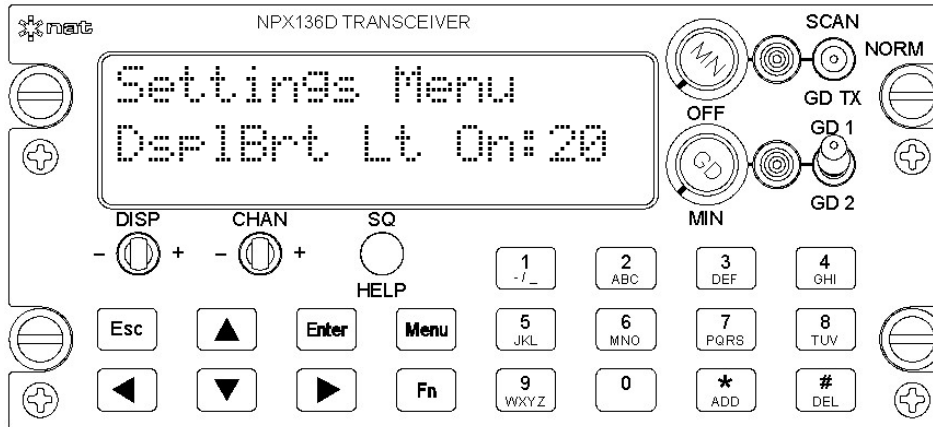 nat
NPX136D TRANSCEIVER
SCAN
NORM
MN
OFF
GD TX
Settings Menu
DsplBrt Lt On:20
GD 1
GD
MIN
GD 2
DISP
CHAN
SQ
- +
- +
HELP
1 2 3 4
-/_ ABC DEF GHI
Esc ▲ Enter Menu
5 6 7 8
JKL MNO PQRS TUV
◀ ▼ ▶ Fn
9 0 * #
WXYZ ADD DEL